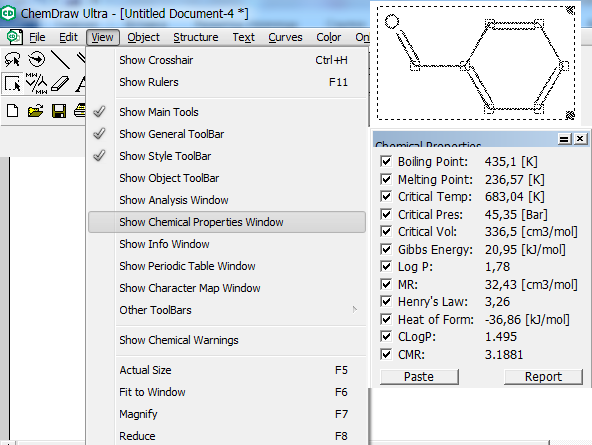 ChemDraw Ultra - [Untitled Document-4 *]
File Edit View Object Structure Text Curves Color
Show Crosshair Ctrl+H
Show Rulers F11
Show Main Tools
Show General ToolBar
Show Style ToolBar
Show Object ToolBar
Show Analysis Window
Show Chemical Properties Window
Show Info Window
Show Periodic Table Window
Show Character Map Window
Other ToolBars
Show Chemical Warnings
Actual Size F5
Fit to Window F6
Magnify F7
Reduce F8
O
Chemical Properties
Boiling Point: 435,1 [K]
Melting Point: 236,57 [K]
Critical Temp: 683,04 [K]
Critical Pres: 45,35 [Bar]
Critical Vol: 336,5 [cm3/mol]
Gibbs Energy: 20,95 [kJ/mol]
Log P: 1,78
MR: 32,43 [cm3/mol]
Henry's Law: 3,26
Heat of Form: -36,86 [kJ/mol]
CLogP: 1.495
CMR: 3.1881
Paste Report